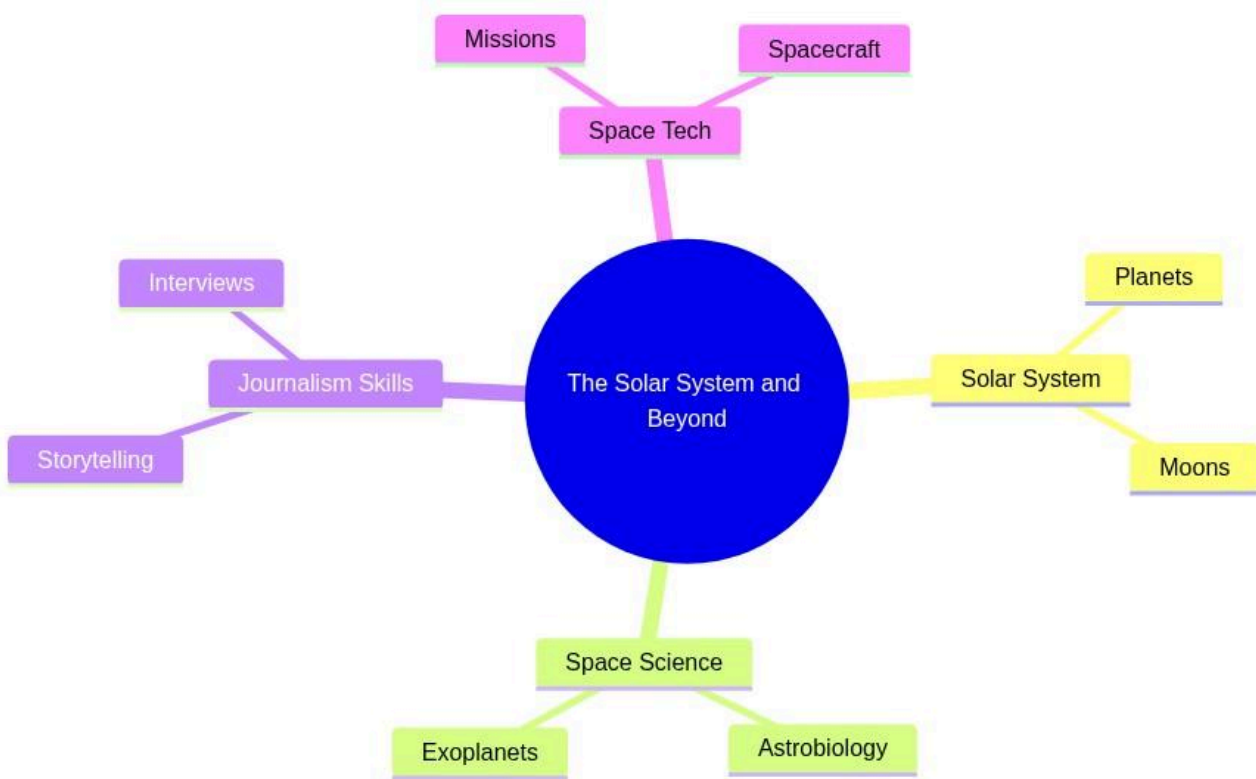 Missions
Spacecraft
Space Tech
Interviews
Journalism Skills
Storytelling
The Solar System and
Beyond
Planets
Solar System
Moons
Space Science
Exoplanets
Astrobiology